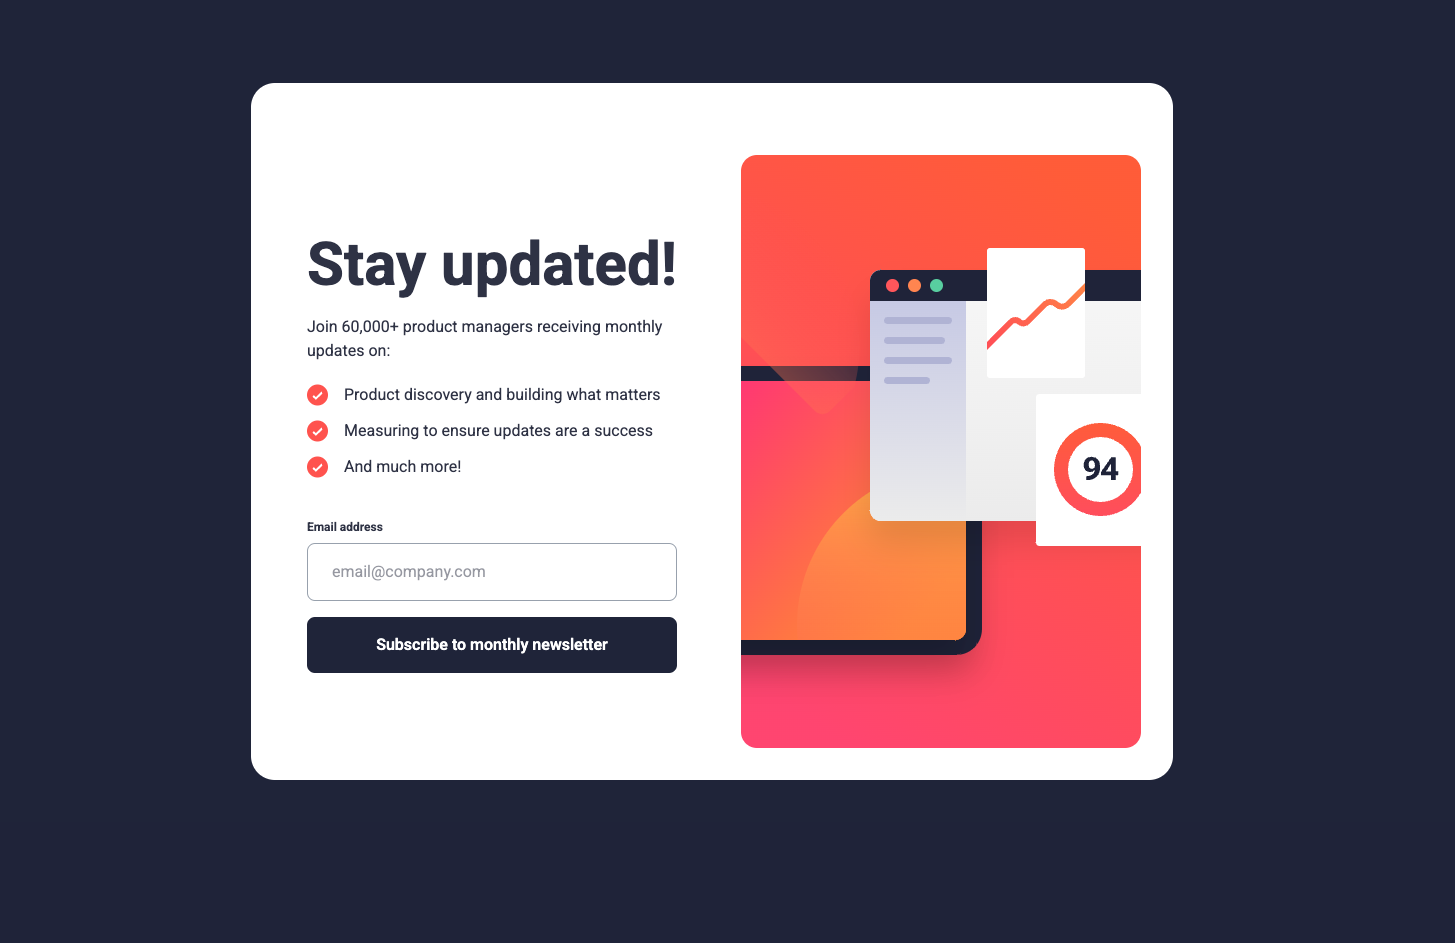 Stay updated!
Join 60,000+ product managers receiving monthly
updates on:
Product discovery and building what matters
Measuring to ensure updates are a success
And much more!
Email address
email@company.com
Subscribe to monthly newsletter
94